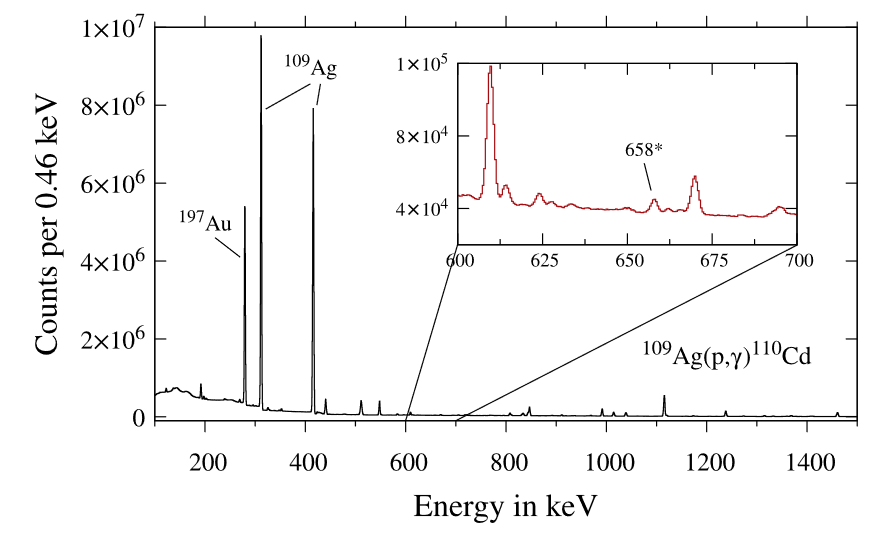 Counts per 0.46 keV
1×10⁷
8×10⁶
6×10⁶
4×10⁶
2×10⁶
0
¹⁰⁹Ag
¹⁹⁷Au
1×10⁵
8×10⁴
4×10⁴
658*
600 625 650 675 700
¹⁰⁹Ag(p,γ)¹¹⁰Cd
200 400 600 800 1000 1200 1400
Energy in keV